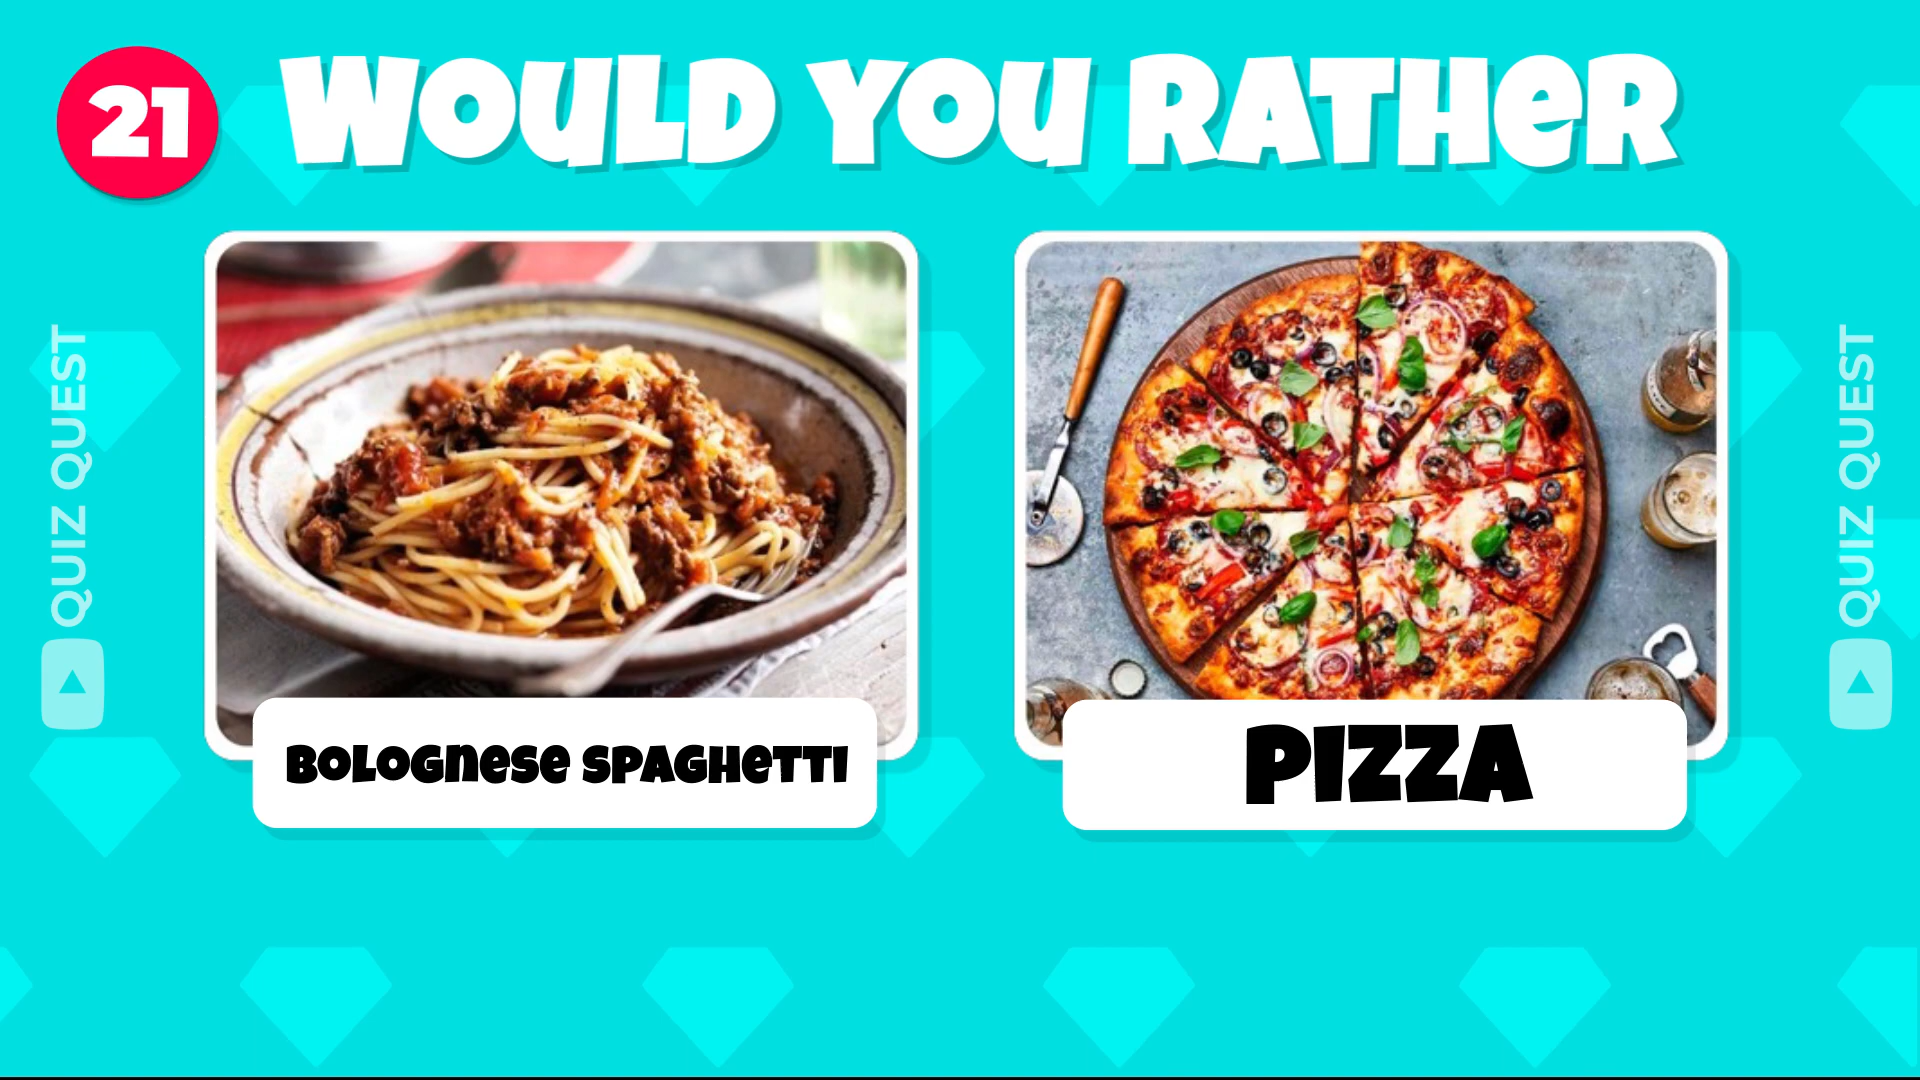 21
WOULD YOU RATHER
QUIZ QUEST
QUIZ QUEST
BOLOGNESE SPAGHETTI
PIZZA